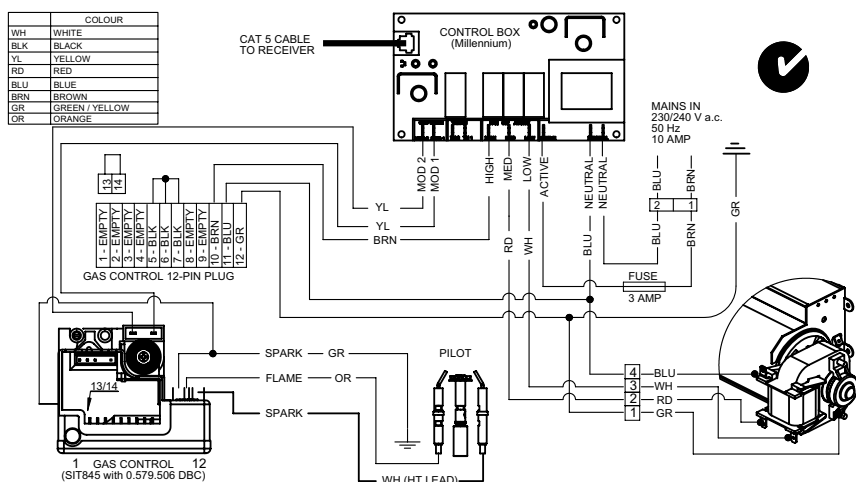 COLOUR
WH WHITE
BLK BLACK
YL YELLOW
RD RED
BLU BLUE
BRN BROWN
GR GREEN / YELLOW
OR ORANGE
CAT 5 CABLE
TO RECEIVER
CONTROL BOX
(Millennium)
MAINS IN
230/240 V a.c.
50 Hz
10 AMP
MOD 2
MOD 1
HIGH
MED
LOW
ACTIVE
NEUTRAL
NEUTRAL
BLU
BRN
2
1
BLU
BRN
GR
13
14
YL
YL
BRN
RD
WH
BLU
1 - EMPTY
2 - EMPTY
3 - EMPTY
4 - EMPTY
5 - BLK
6 - BLK
7 - BLK
8 - EMPTY
9 - EMPTY
10 - BRN
11 - BLU
12 - GR
GAS CONTROL 12-PIN PLUG
FUSE
3 AMP
SPARK GR
PILOT
FLAME OR
SPARK
13/14
4 BLU
3 WH
2 RD
1 GR
1 GAS CONTROL 12
(SIT845 with 0.579.506 DBC)
WH (HT LEAD)